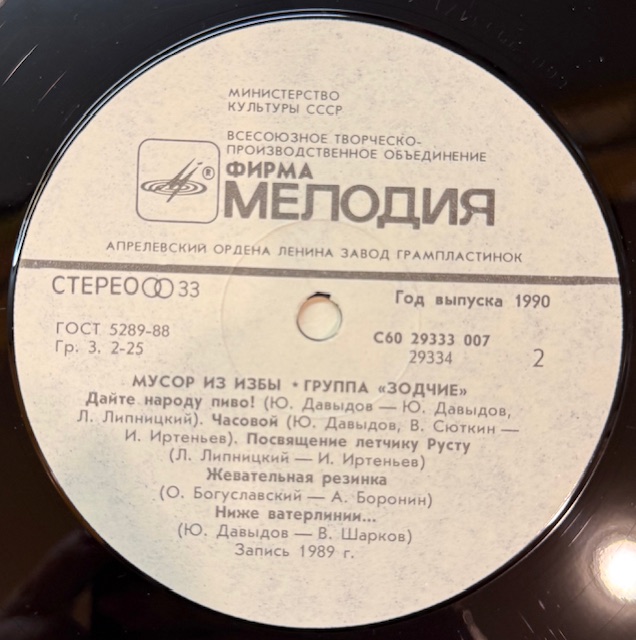 МИНИСТЕРСТВО
КУЛЬТУРЫ СССР
ВСЕСОЮЗНОЕ ТВОРЧЕСКО-
ПРОИЗВОДСТВЕННОЕ ОБЪЕДИНЕНИЕ
®
ФИРМА
МЕЛОДИЯ
АПРЕЛЕВСКИЙ ОРДЕНА ЛЕНИНА ЗАВОД ГРАМПЛАСТИНОК
СТЕРЕО 33
Год выпуска 1990
ГОСТ 5289-88
Гр. 3. 2-25
С60 29333 007
29334
2
МУСОР ИЗ ИЗБЫ • ГРУППА «ЗОДЧИЕ»
Дайте народу пиво! (Ю. Давыдов — Ю. Давыдов,
Л. Липницкий). Часовой (Ю. Давыдов, В. Сюткин —
И. Иртеньев). Посвящение летчику Русту
(Л. Липницкий — И. Иртеньев)
Жевательная резинка
(О. Богуславский — А. Боронин)
Ниже ватерлинии...
(Ю. Давыдов — В. Шарков)
Запись 1989 г.